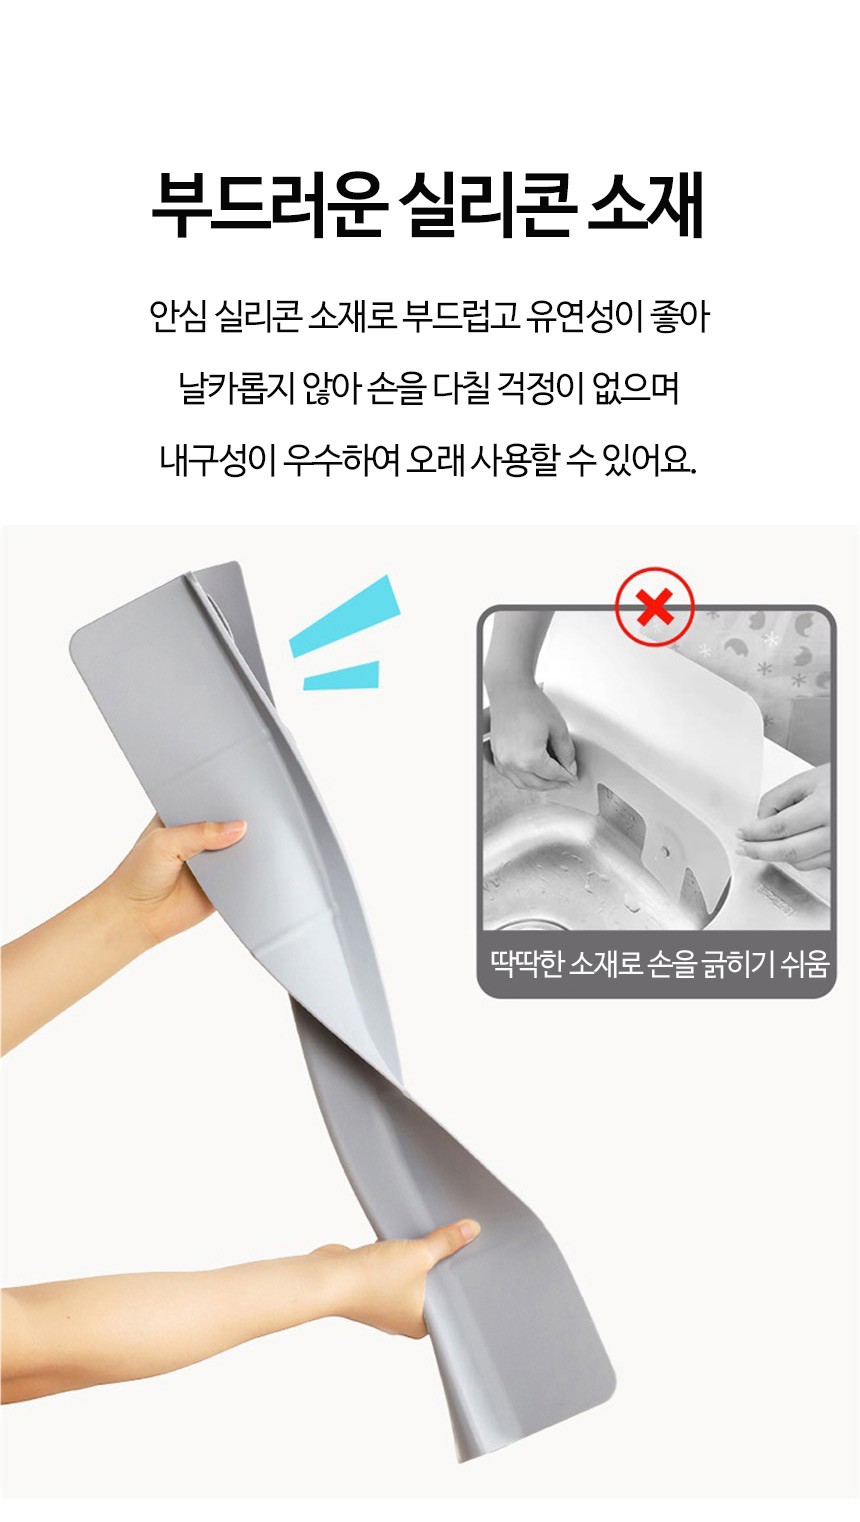 부드러운 실리콘 소재
안심 실리콘 소재로 부드럽고 유연성이 좋아
날카롭지 않아 손을 다칠 걱정이 없으며
내구성이 우수하여 오래 사용할 수 있어요.
딱딱한 소재로 손을 긁히기 쉬움